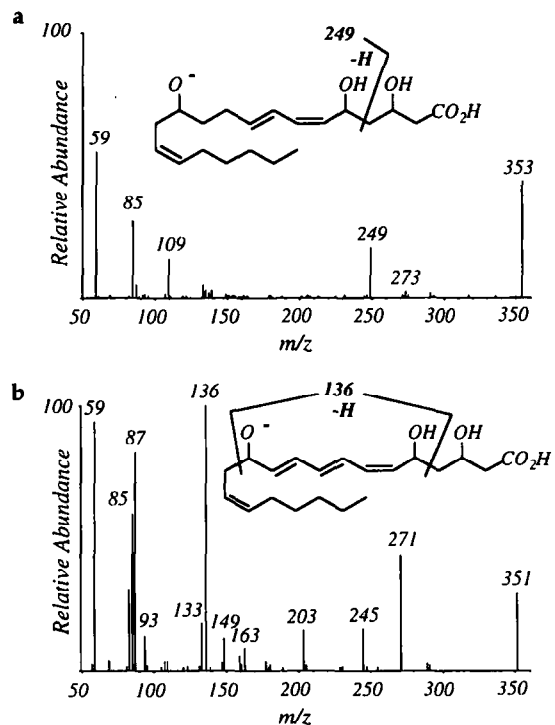 a
100
Relative Abundance
59
85
109
249
273
353
249
-H
O -
OH OH
CO2H
50 100 150 200 250 300 350
m/z
b
100
Relative Abundance
59
85
87
93
133
136
149
163
203
245
271
351
136
-H
O -
OH OH
CO2H
50 100 150 200 250 300 350
m/z